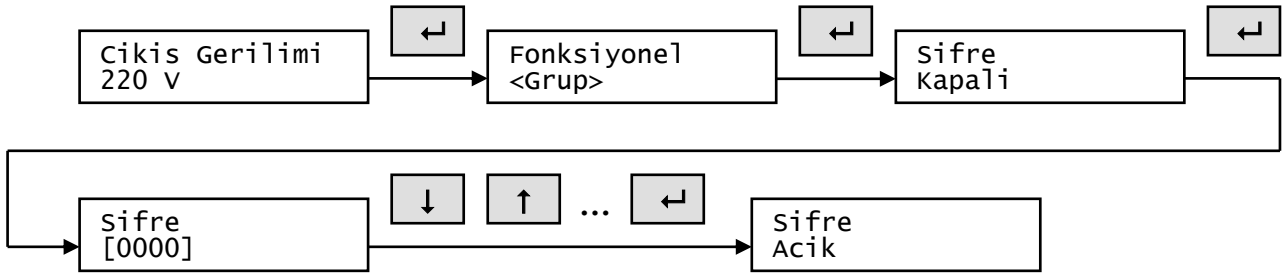 ↵
↵
↵
Cikis Gerilimi
220 V
Fonksiyonel
<Grup>
Sifre
Kapali
↓ ↑ ... ↵
Sifre
[0000]
Sifre
Acik